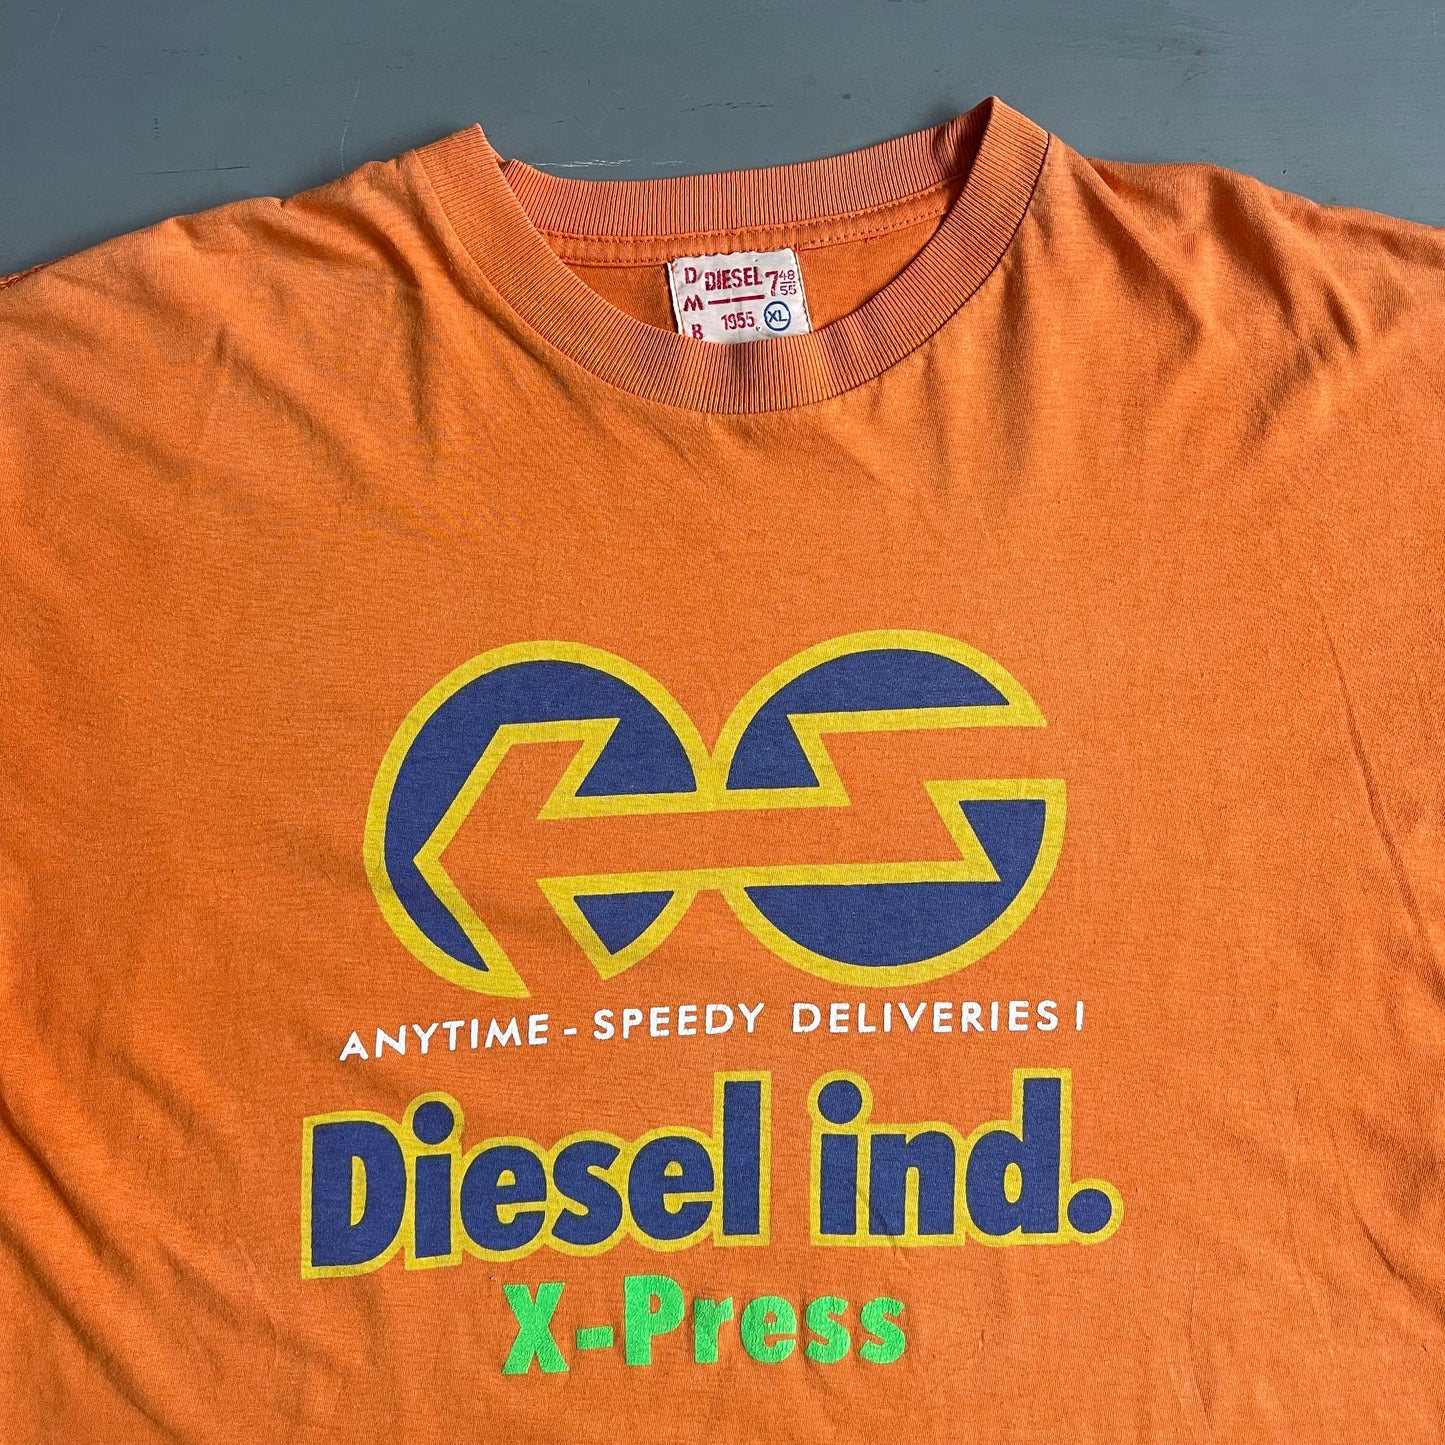 D DIESEL 7 48/55
M
B 1955 XL
ANYTIME - SPEEDY DELIVERIES !
Diesel ind.
X-Press